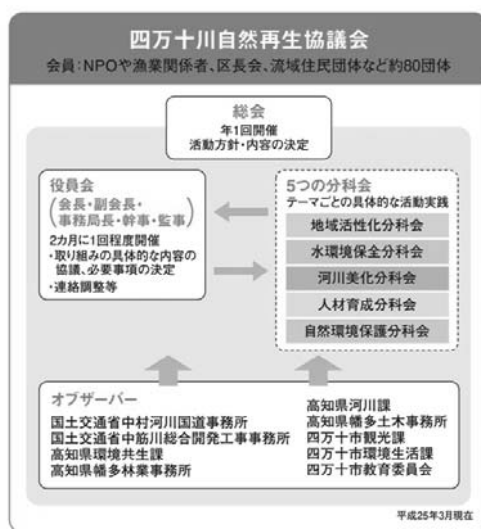 四万十川自然再生協議会
会員：NPOや漁業関係者、区長会、流域住民団体など約80団体
総会
年1回開催
活動方針・内容の決定
役員会
（会長・副会長・
事務局長・幹事・監事）
2カ月に1回程度開催
・取り組みの具体的な内容の
協議、必要事項の決定
・連絡調整等
5つの分科会
テーマごとの具体的な活動実践
地域活性化分科会
水環境保全分科会
河川美化分科会
人材育成分科会
自然環境保護分科会
オブザーバー
国土交通省中村河川国道事務所
国土交通省中筋川総合開発工事事務所
高知県環境共生課
高知県幡多林業事務所
高知県河川課
高知県幡多土木事務所
四万十市観光課
四万十市環境生活課
四万十市教育委員会
平成25年3月現在